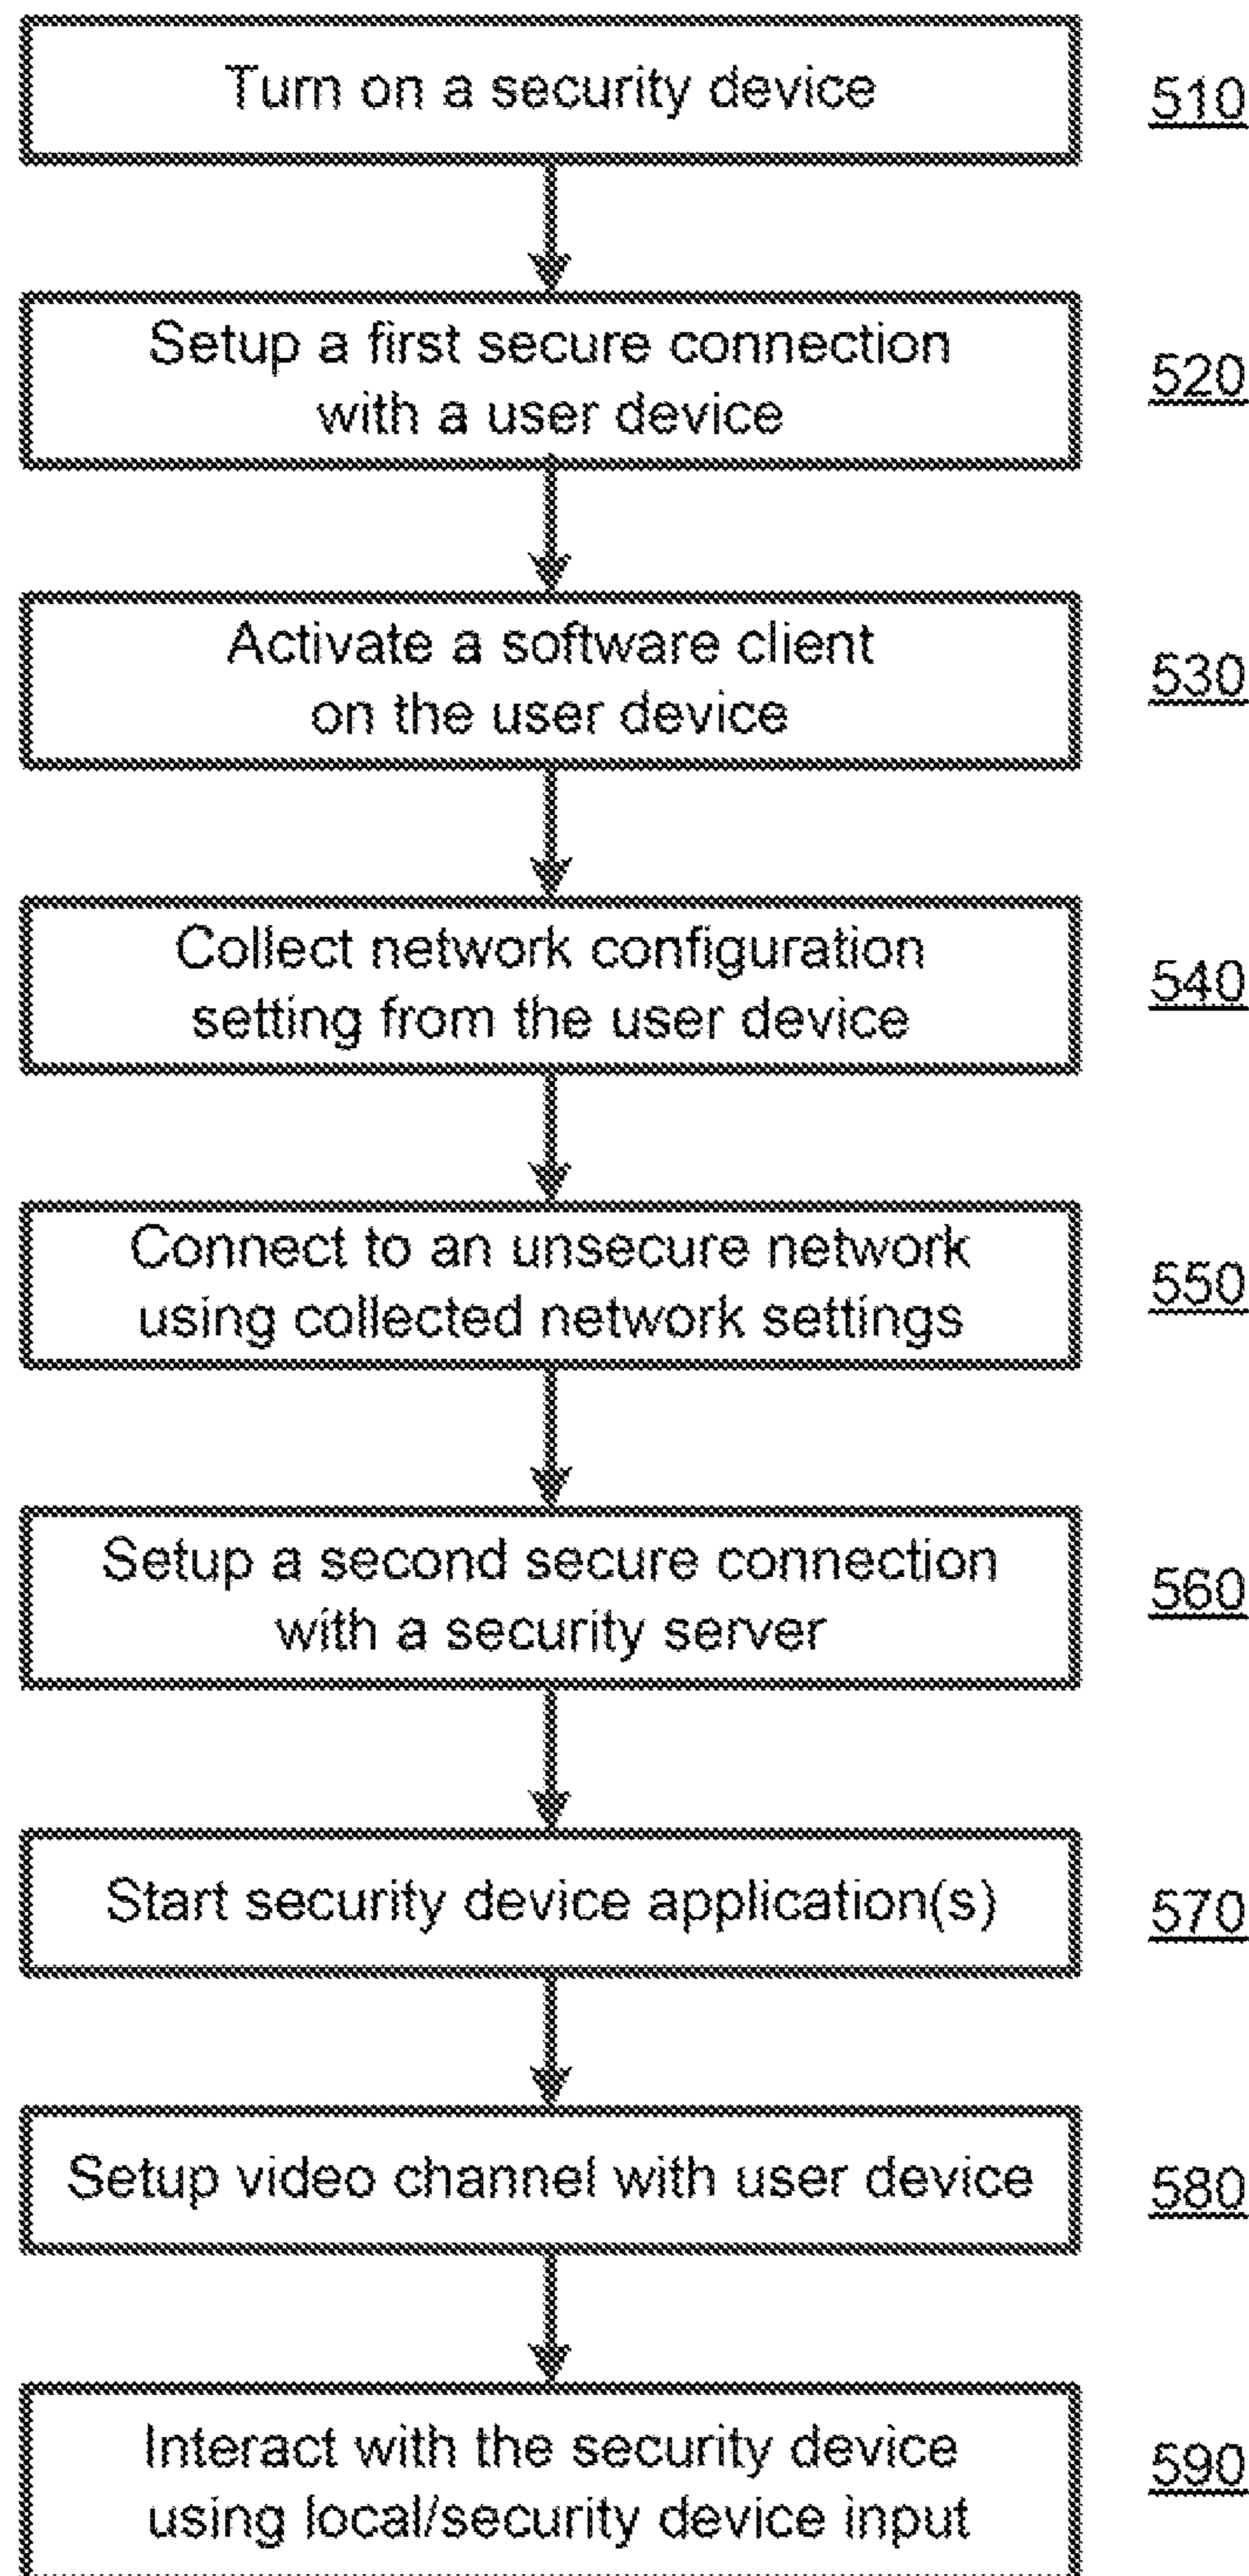 Turn on a security device
510
Setup a first secure connection
with a user device
520
Activate a software client
on the user device
530
Collect network configuration
setting from the user device
540
Connect to an unsecure network
using collected network settings
550
Setup a second secure connection
with a security server
560
Start security device application(s)
570
Setup video channel with user device
580
Interact with the security device
using local/security device input
590